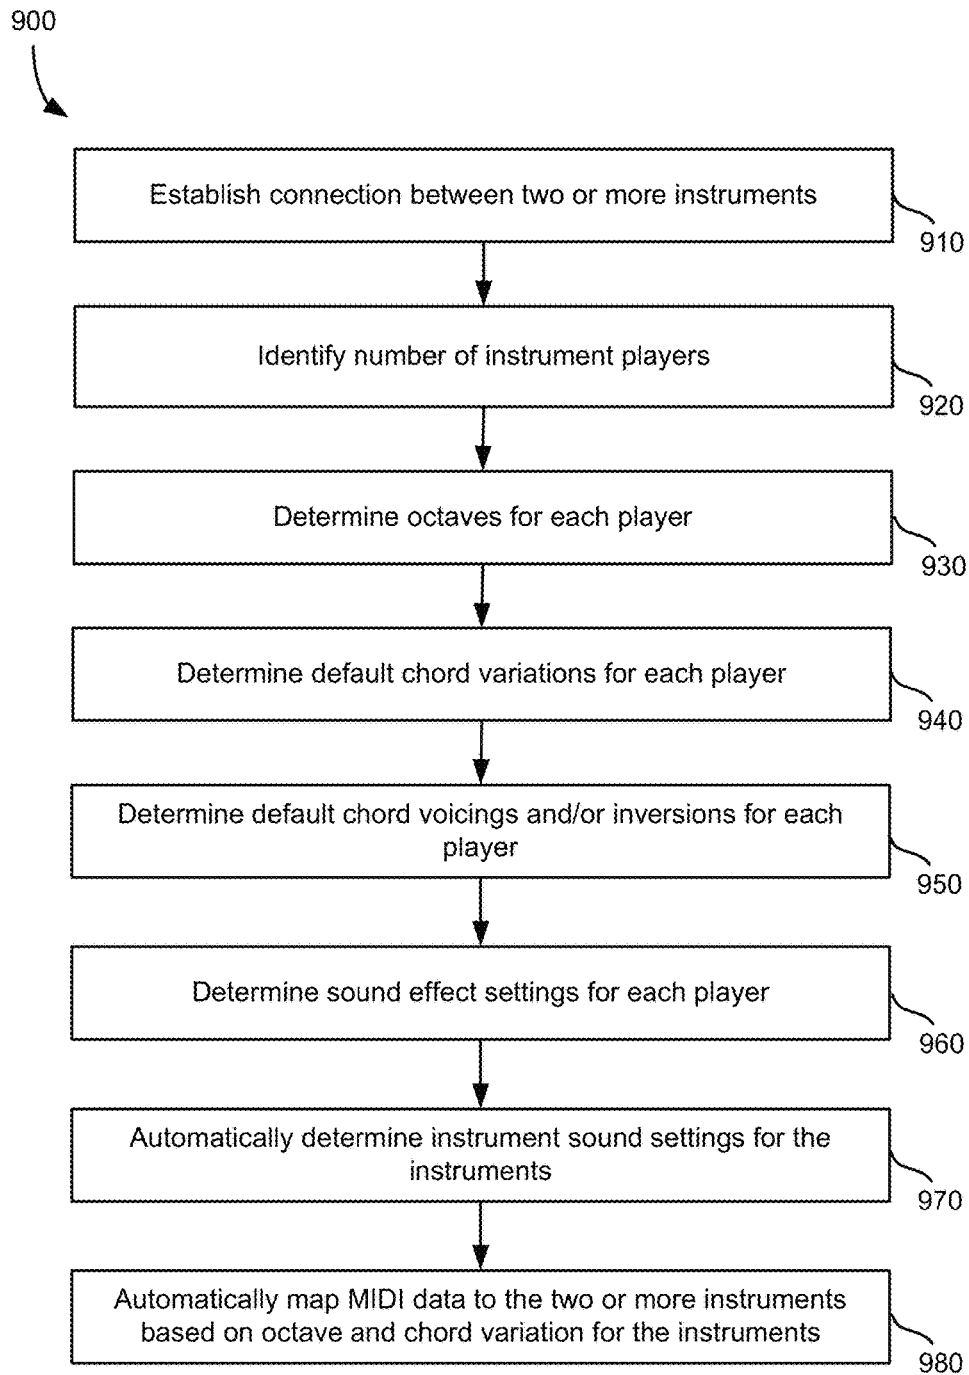 900
Establish connection between two or more instruments
910
Identify number of instrument players
920
Determine octaves for each player
930
Determine default chord variations for each player
940
Determine default chord voicings and/or inversions for each
player
950
Determine sound effect settings for each player
960
Automatically determine instrument sound settings for the
instruments
970
Automatically map MIDI data to the two or more instruments
based on octave and chord variation for the instruments
980